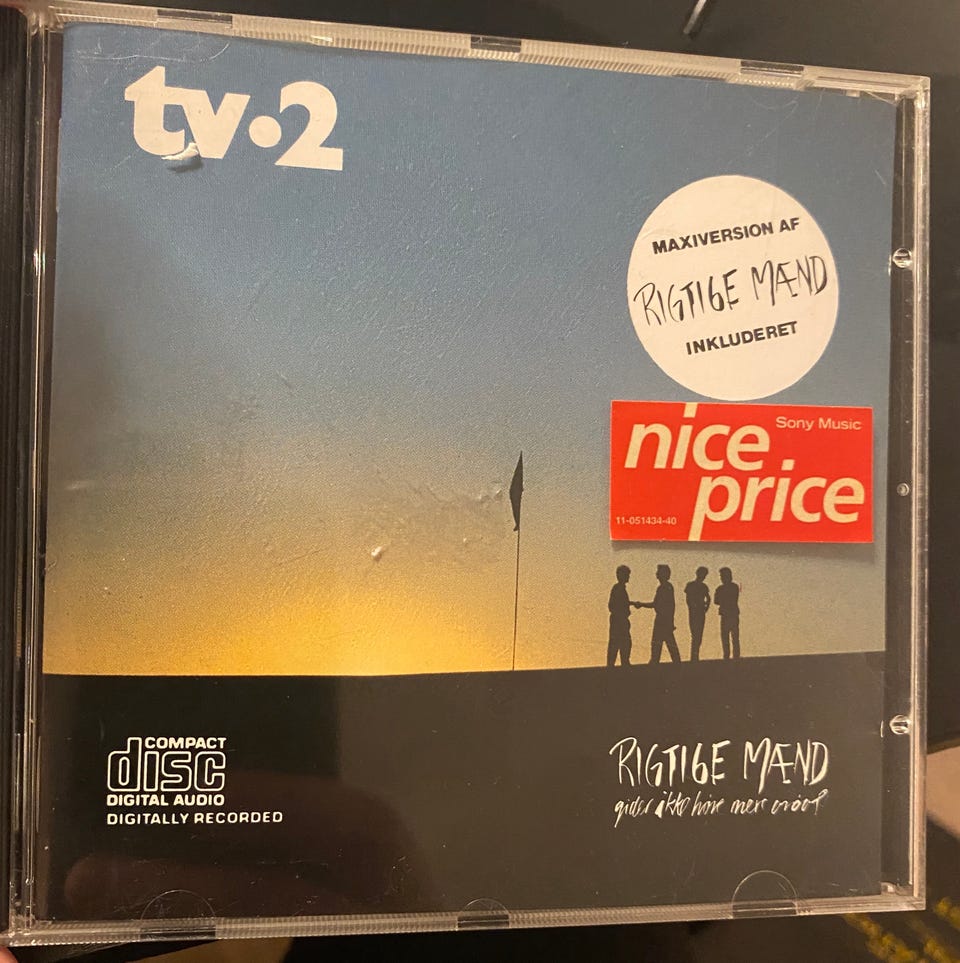 tv·2
MAXIVERSION AF
RIGTIGE MÆND
INKLUDERET
Sony Music
nice
price
11-051434-40
COMPACT
disc
DIGITAL AUDIO
DIGITALLY RECORDED
RIGTIGE MÆND
gider ikke høre mere